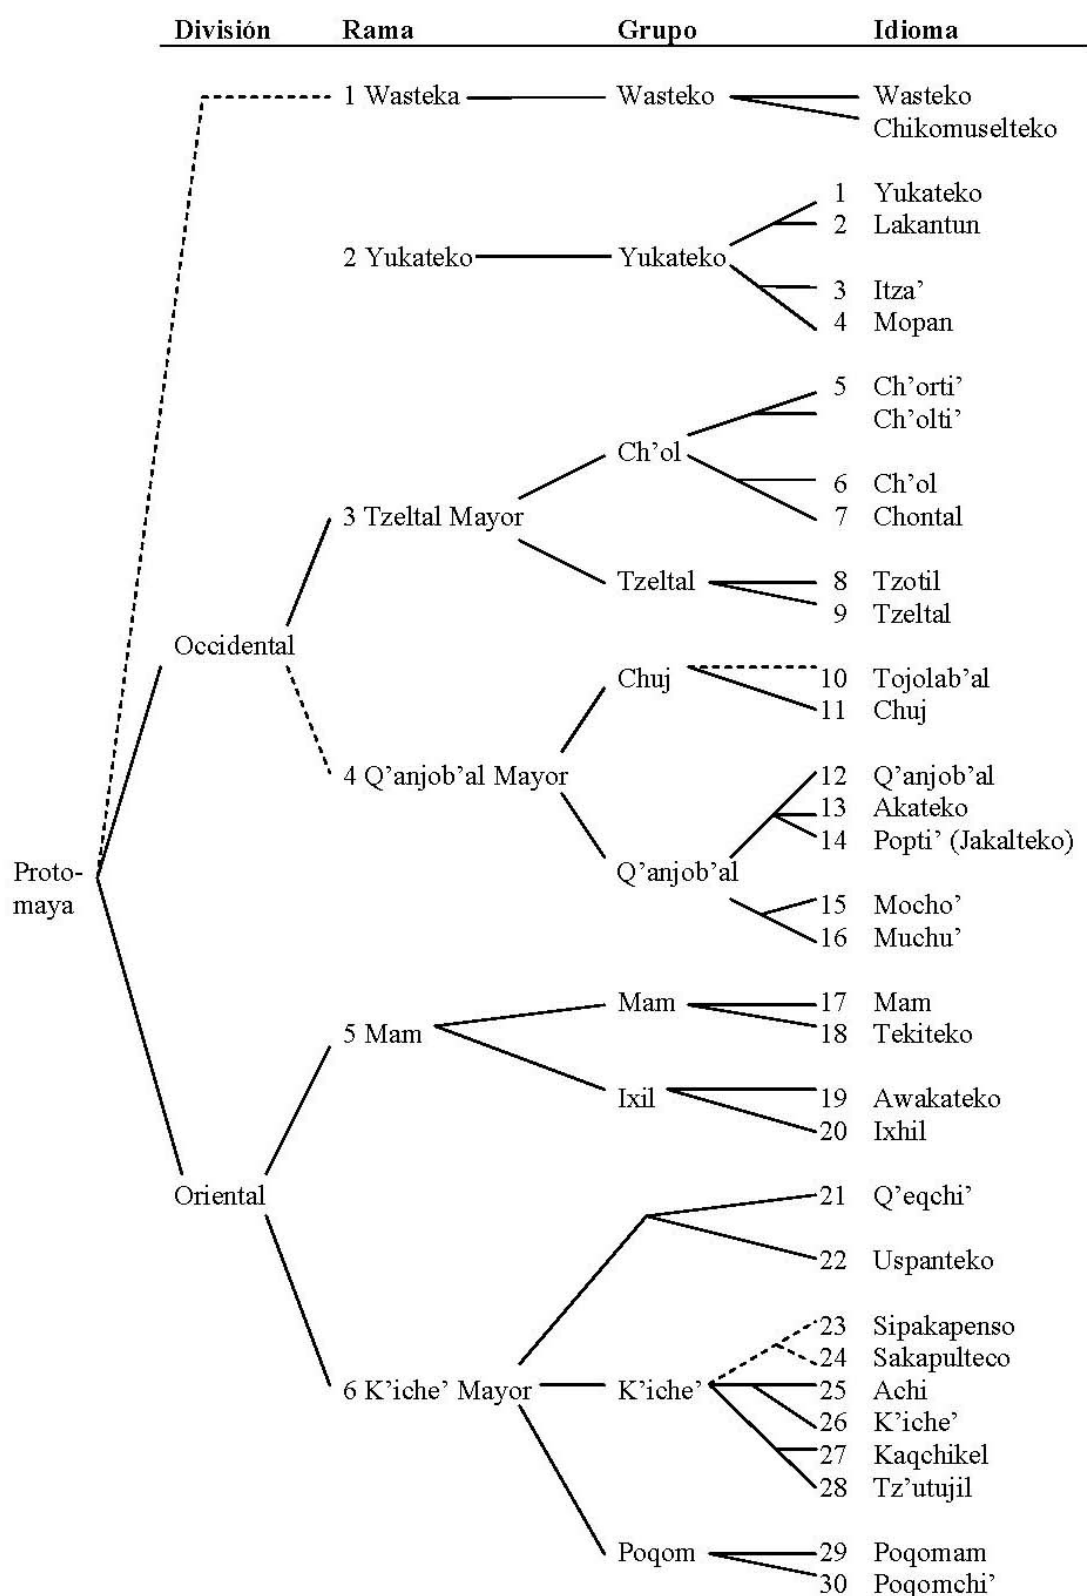 División Rama Grupo Idioma
1 Wasteka Wasteko Wasteko
Chikomuselteko
1 Yukateko
2 Lakantun
2 Yukateko Yukateko
3 Itza’
4 Mopan
5 Ch’orti’
Ch’olti’
Ch’ol
6 Ch’ol
3 Tzeltal Mayor 7 Chontal
Tzeltal 8 Tzotil
9 Tzeltal
Occidental
Chuj 10 Tojolab’al
11 Chuj
4 Q’anjob’al Mayor 12 Q’anjob’al
13 Akateko
14 Popti’ (Jakalteko)
Proto-
maya
Q’anjob’al
15 Mocho’
16 Muchu’
Mam 17 Mam
5 Mam 18 Tekiteko
Ixil 19 Awakateko
20 Ixhil
Oriental 21 Q’eqchi’
22 Uspanteko
23 Sipakapenso
24 Sakapulteco
6 K’iche’ Mayor K’iche’ 25 Achi
26 K’iche’
27 Kaqchikel
28 Tz’utujil
Poqom 29 Poqomam
30 Poqomchi’